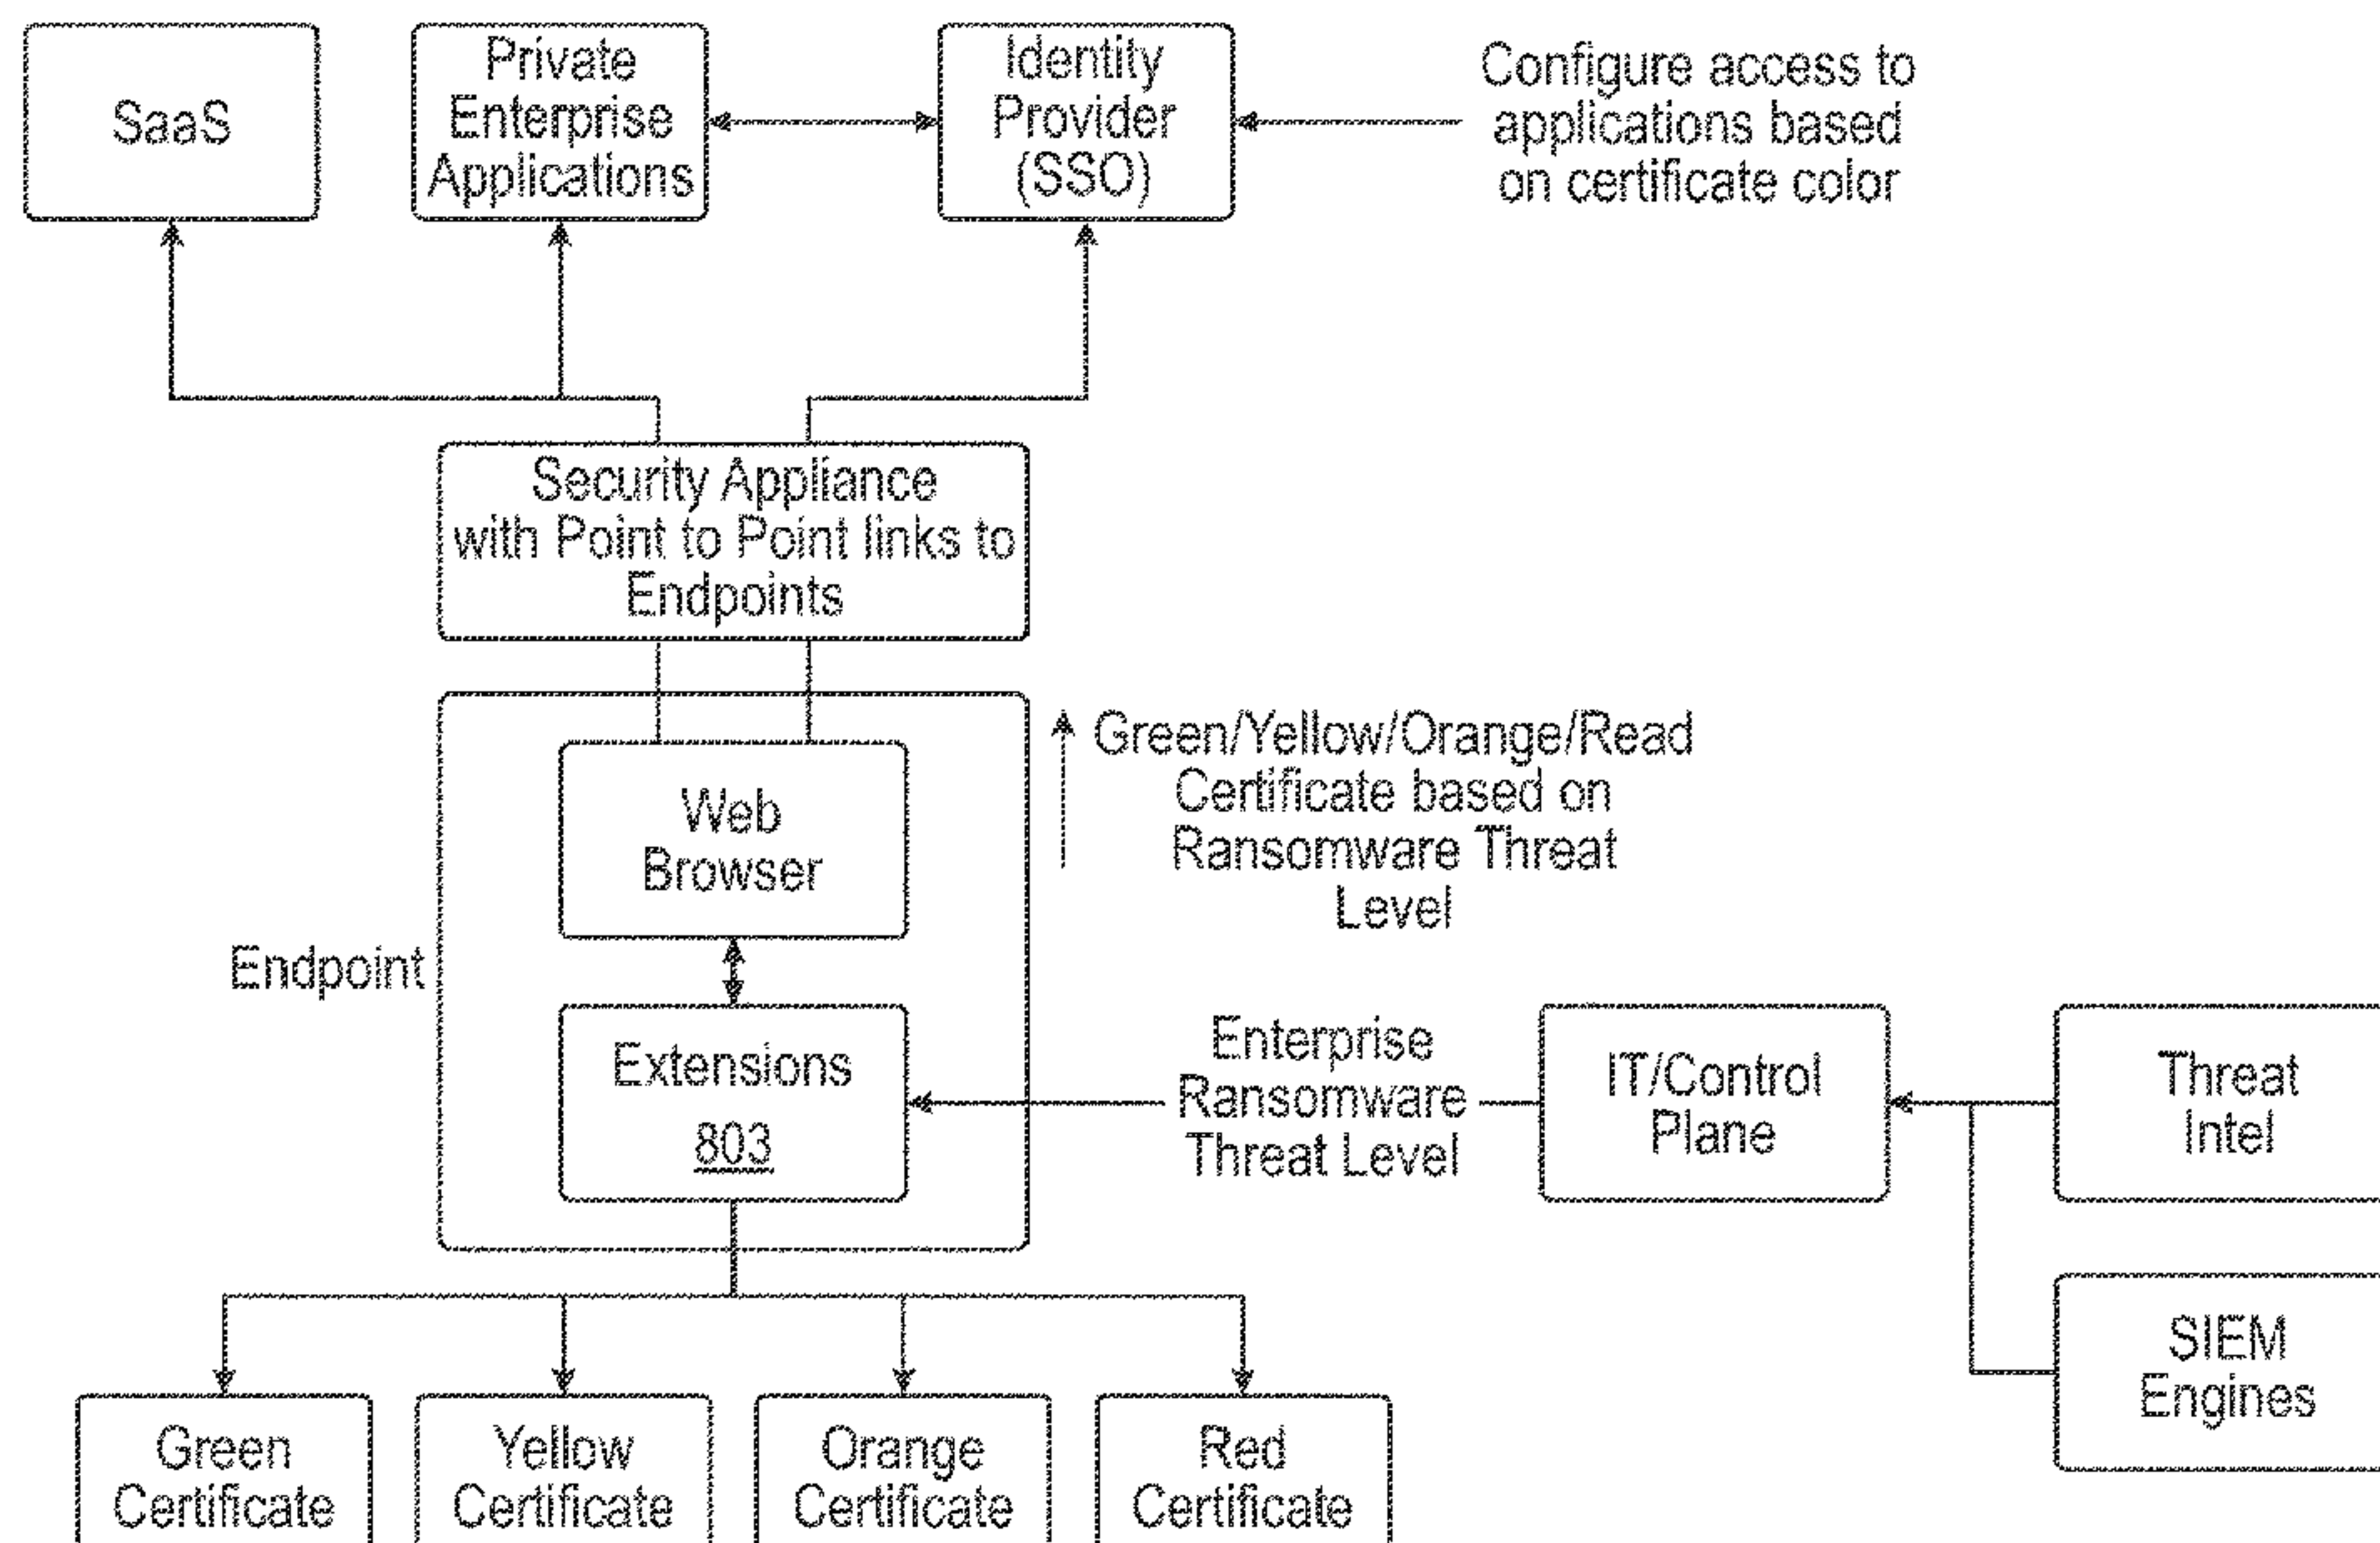 SaaS
Private
Enterprise
Applications
Identity
Provider
(SSO)
Configure access to
applications based
on certificate color
Security Appliance
with Point to Point links to
Endpoints
Green/Yellow/Orange/Read
Certificate based on
Ransomware Threat
Level
Web
Browser
Endpoint
Extensions
803
Enterprise
Ransomware
Threat Level
IT/Control
Plane
Threat
Intel
SIEM
Engines
Green
Certificate
Yellow
Certificate
Orange
Certificate
Red
Certificate